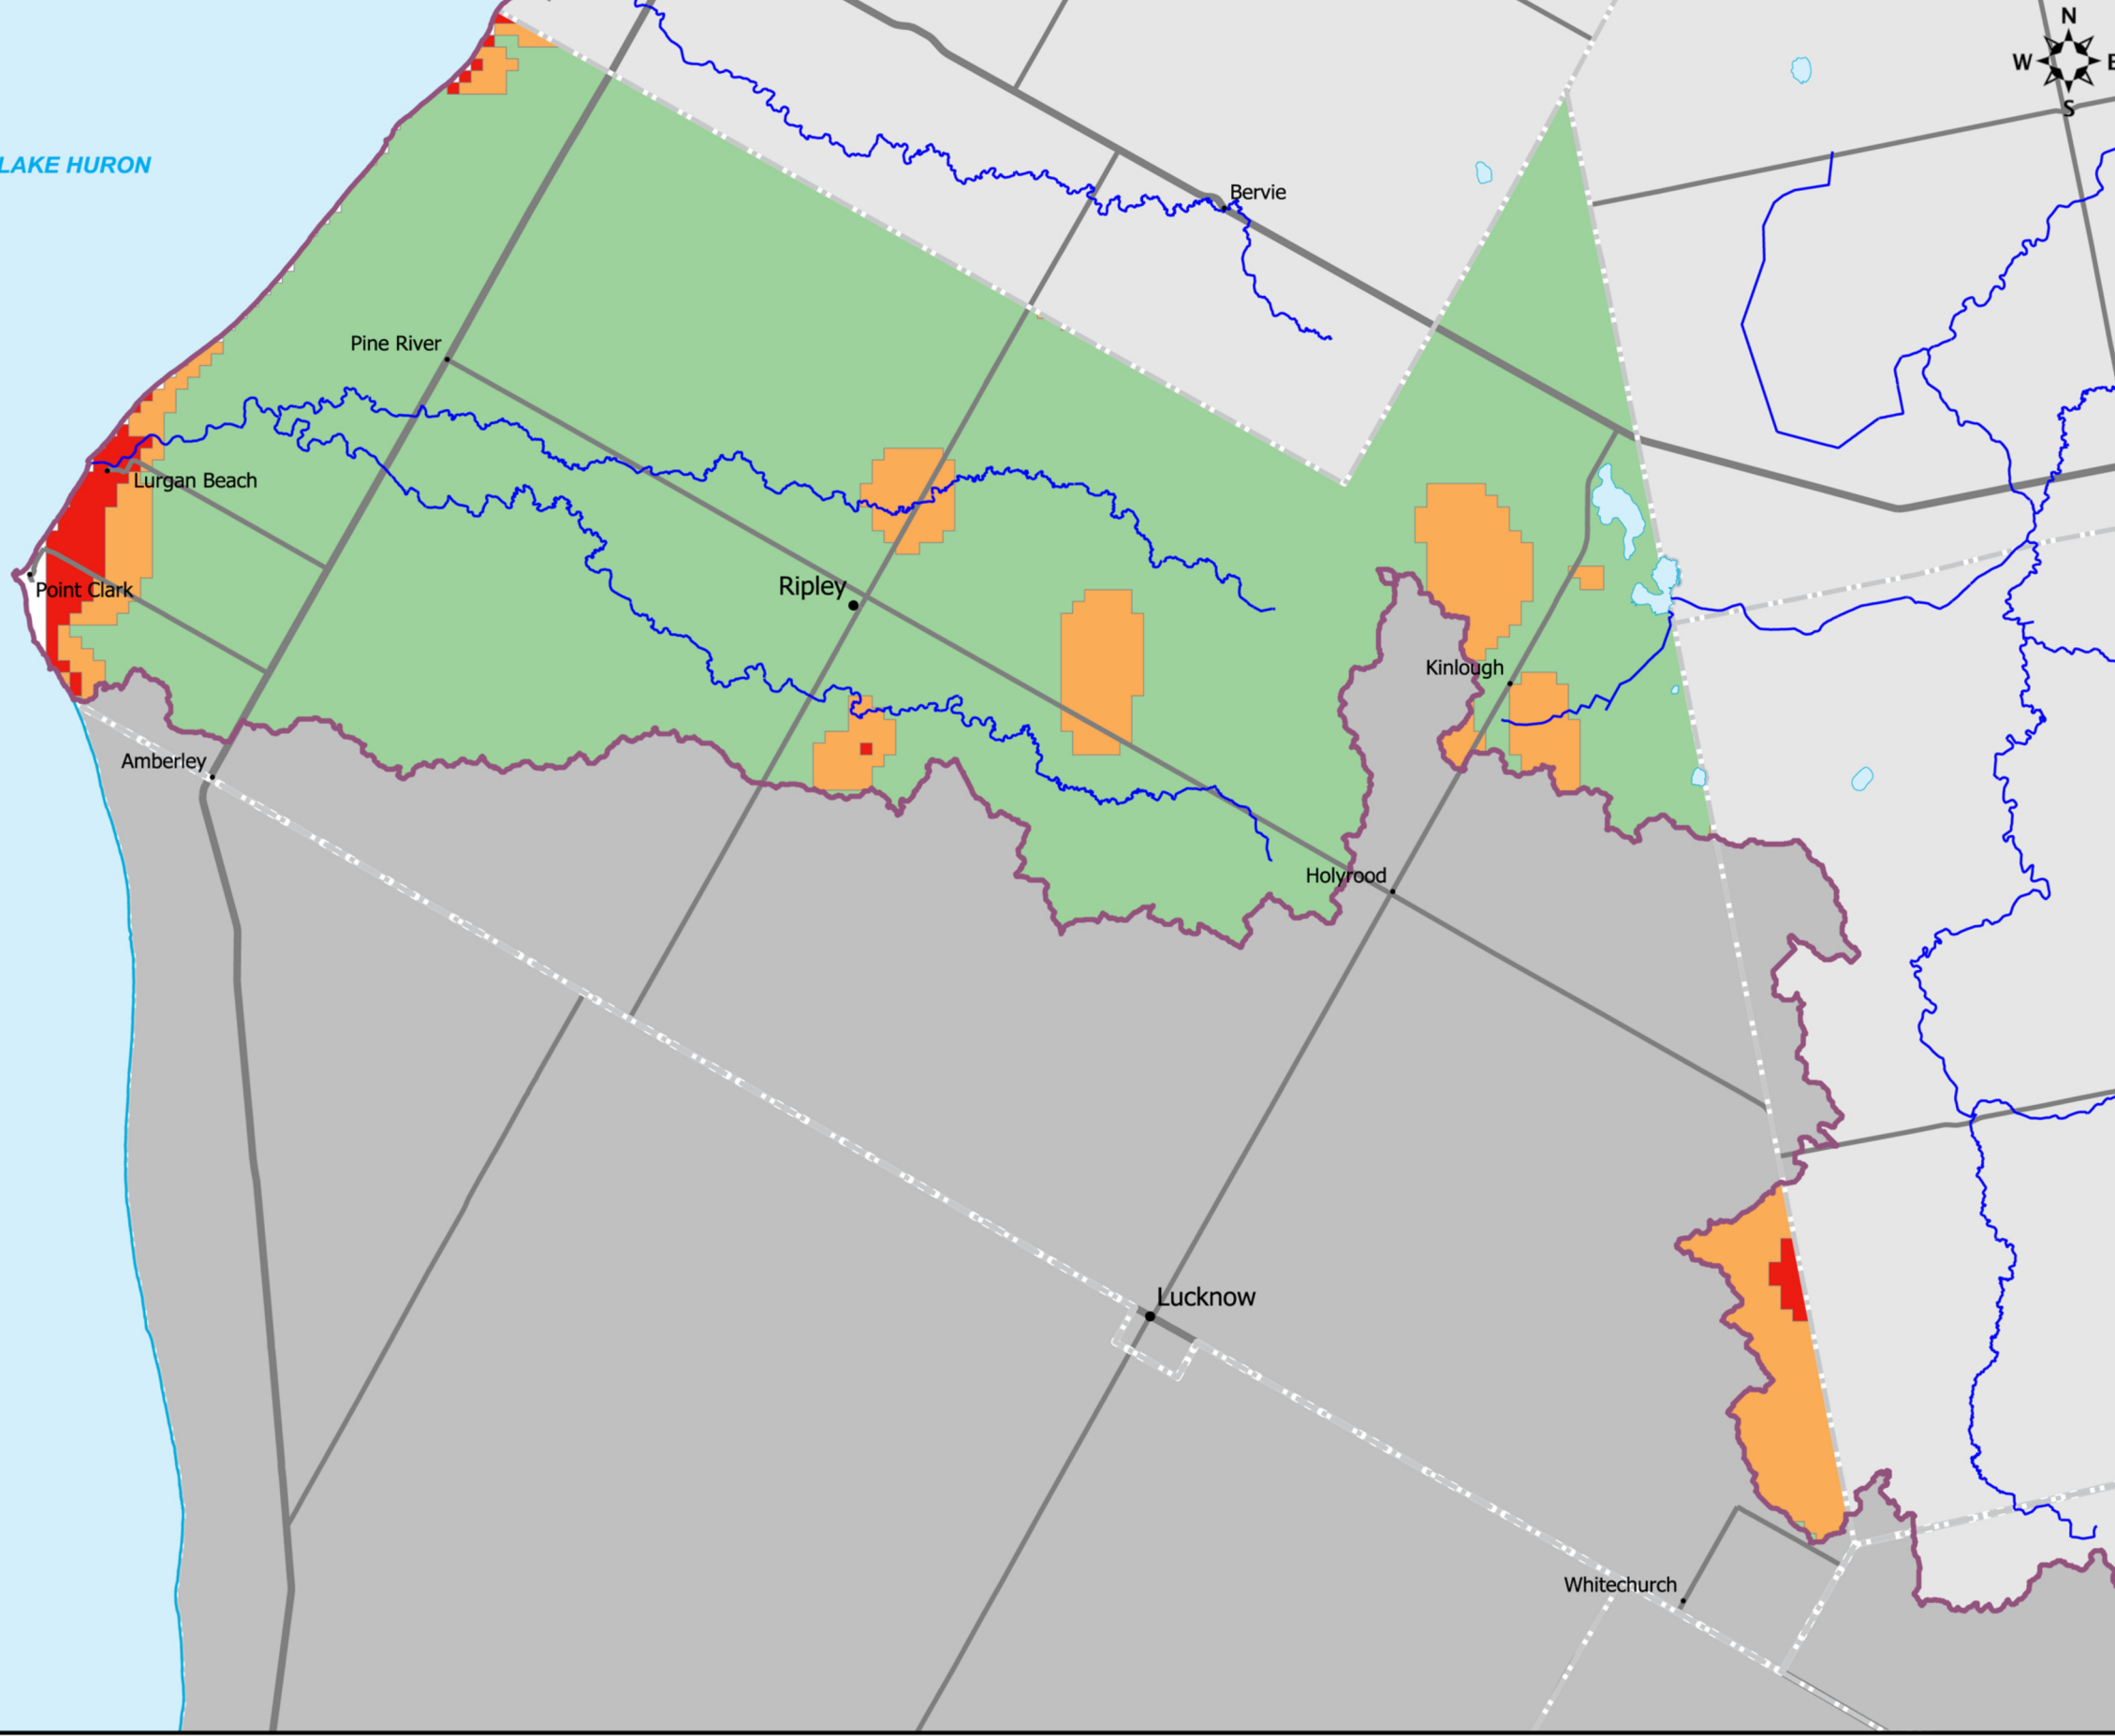 N
W
E
S
LAKE HURON
Bervie
Pine River
Lurgan Beach
Point Clark
Ripley
Kinlough
Amberley
Holyrood
Lucknow
Whitechurch